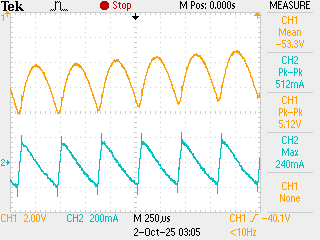 Tek Stop M Pos: 0.000s MEASURE
CH1
Mean
-53.3V
CH2
Pk-Pk
512mA
CH1
Pk-Pk
5.12V
CH2
Max
240mA
CH1
None
1
2
CH1 2.00V CH2 200mA M 250µs CH1 -40.1V
2-Oct-25 03:05 <10Hz